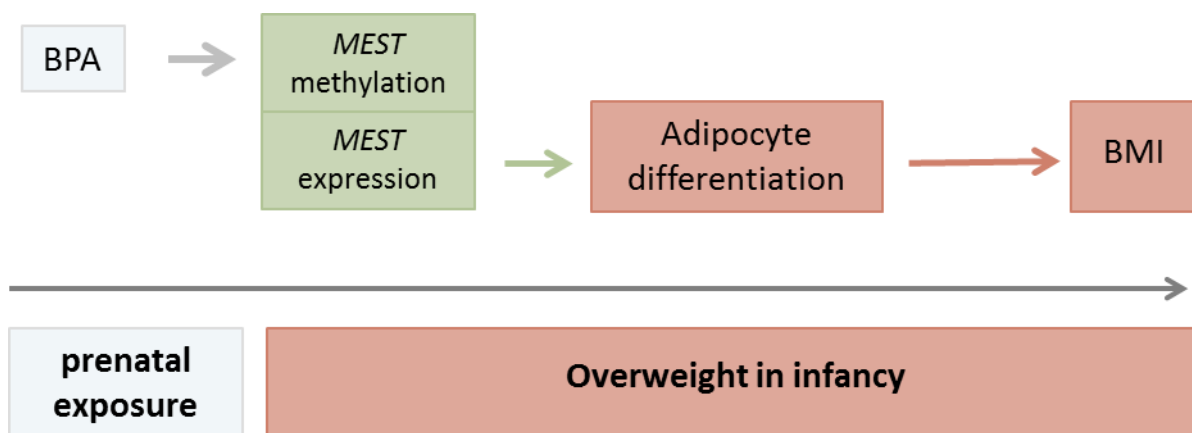 BPA
MEST
methylation
MEST
expression
Adipocyte
differentiation
BMI
prenatal
exposure
Overweight in infancy